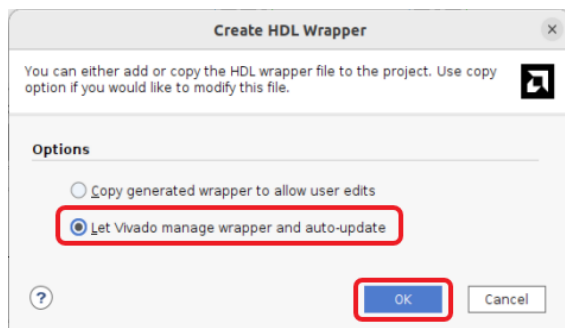 Create HDL Wrapper
You can either add or copy the HDL wrapper file to the project. Use copy
option if you would like to modify this file.
Options
Copy generated wrapper to allow user edits
Let Vivado manage wrapper and auto-update
?
OK
Cancel